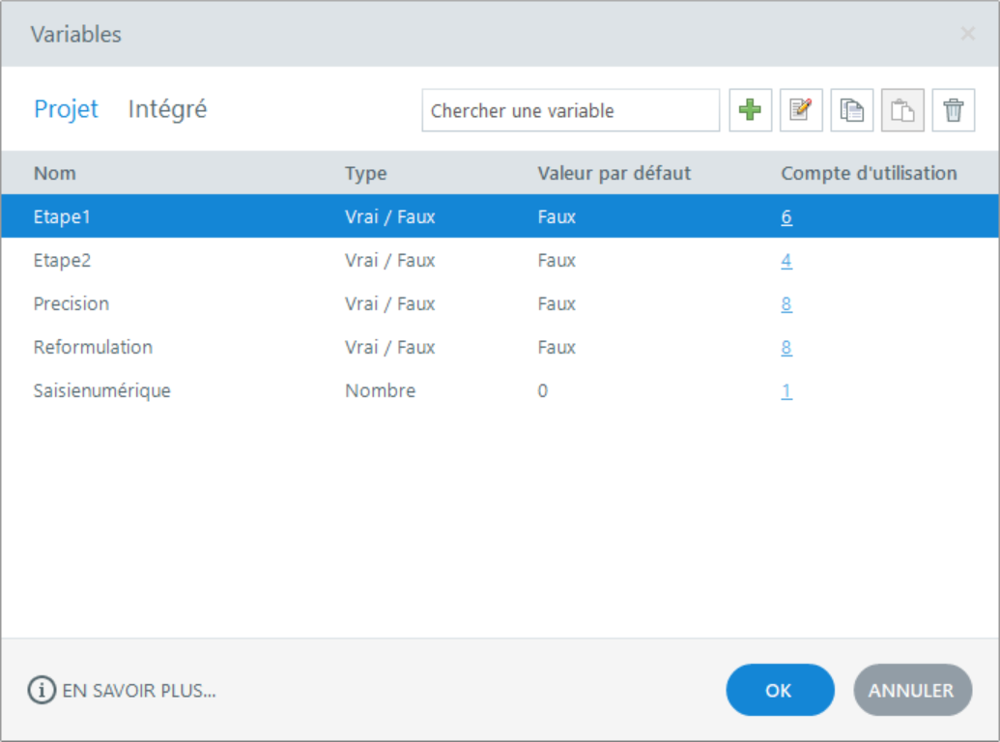 Variables
Projet Intégré Chercher une variable
Nom Type Valeur par défaut Compte d'utilisation
Etape1 Vrai / Faux Faux 6
Etape2 Vrai / Faux Faux 4
Precision Vrai / Faux Faux 8
Reformulation Vrai / Faux Faux 8
Saisienumérique Nombre 0 1
EN SAVOIR PLUS... OK ANNULER